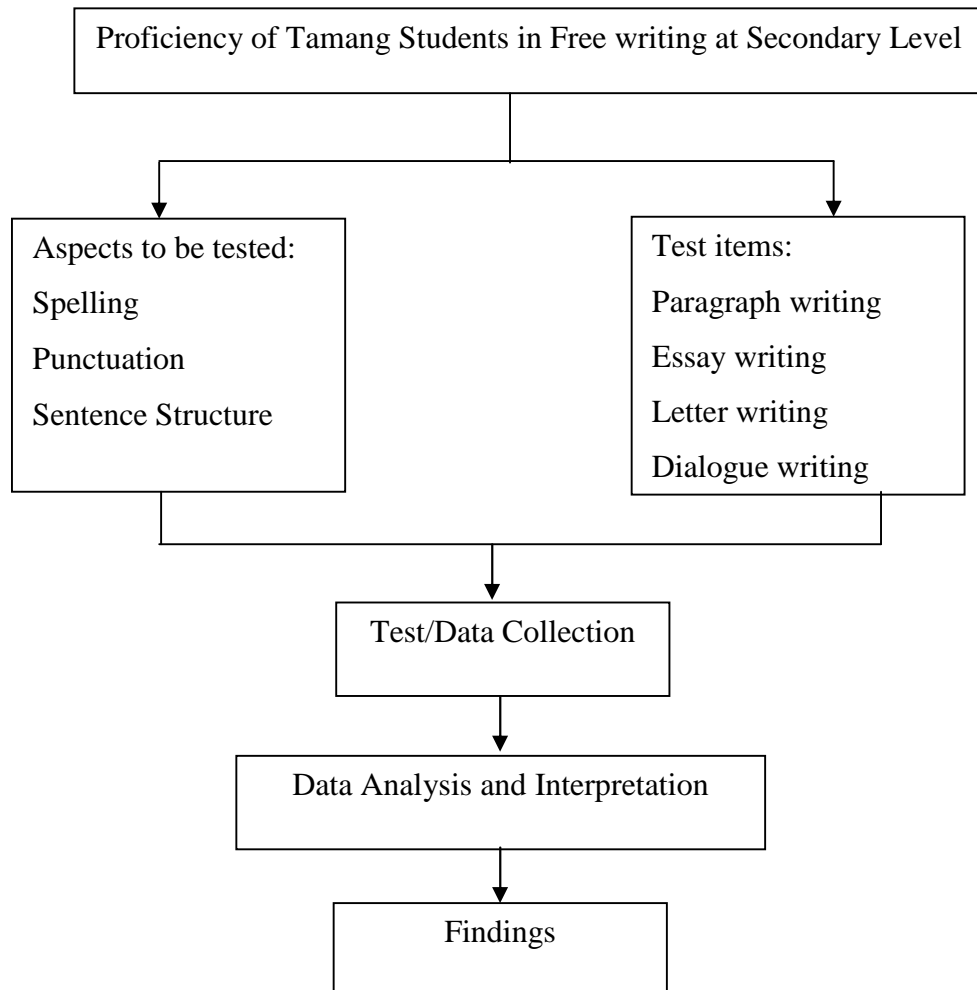 Proficiency of Tamang Students in Free writing at Secondary Level
Aspects to be tested:
Spelling
Punctuation
Sentence Structure
Test items:
Paragraph writing
Essay writing
Letter writing
Dialogue writing
Test/Data Collection
Data Analysis and Interpretation
Findings